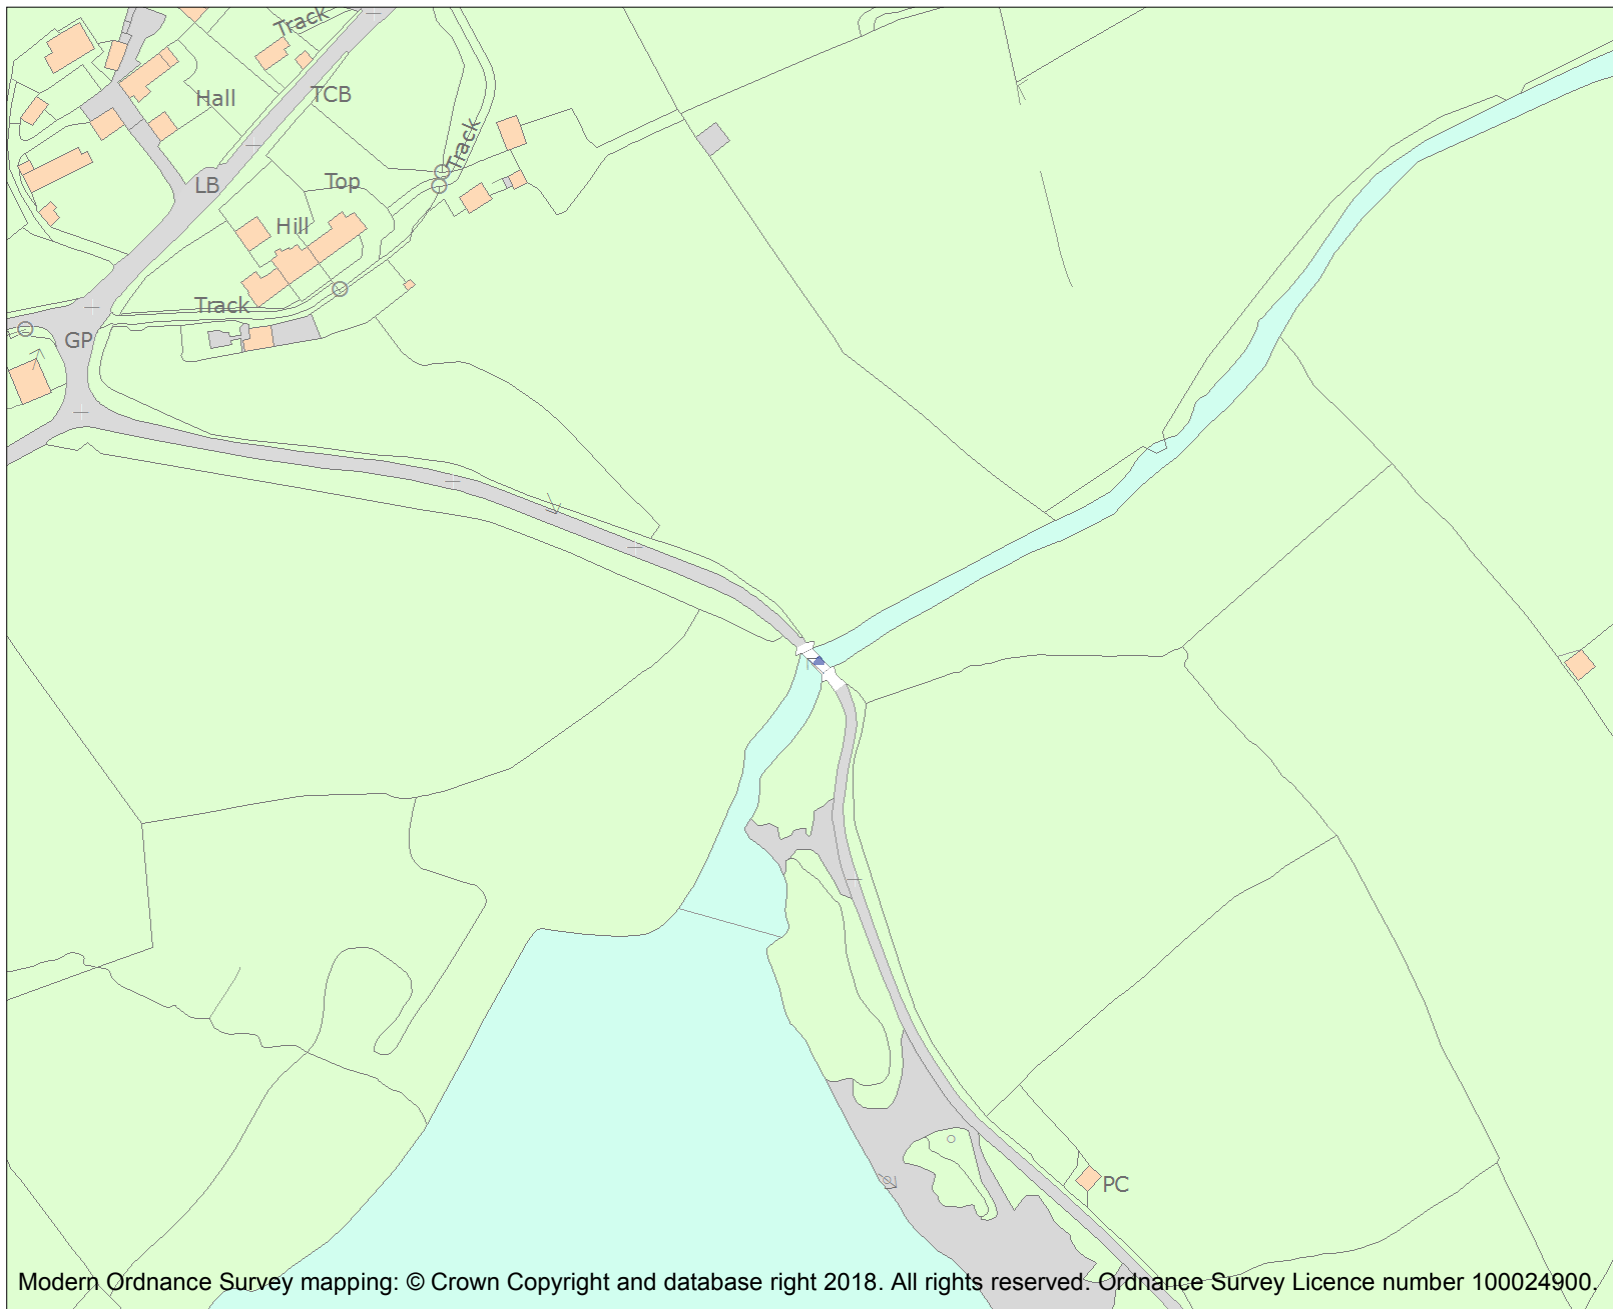 Track
Hall
TCB
Track
LB
Top
Hill
Track
GP
PC
Modern Ordnance Survey mapping: © Crown Copyright and database right 2018. All rights reserved. Ordnance Survey Licence number 100024900.